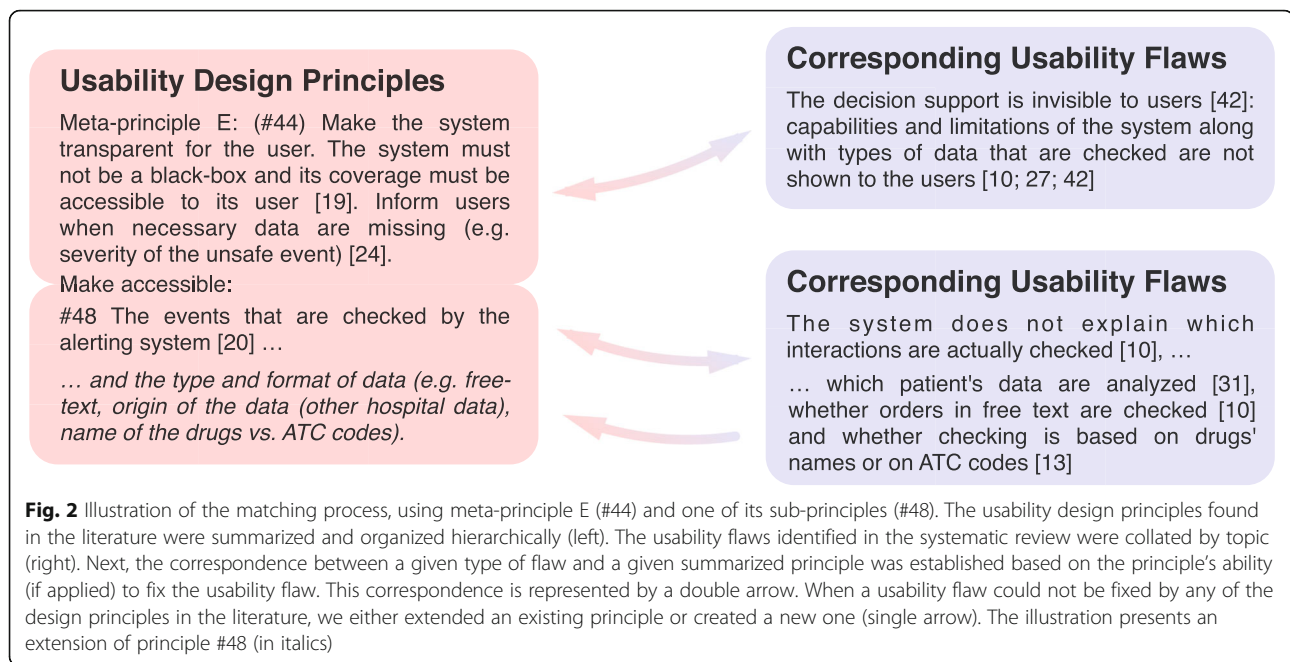 Usability Design Principles
Meta-principle E: (#44) Make the system
transparent for the user. The system must
not be a black-box and its coverage must be
accessible to its user [19]. Inform users
when necessary data are missing (e.g.
severity of the unsafe event) [24].
Make accessible:
#48 The events that are checked by the
alerting system [20] ...
... and the type and format of data (e.g. free-
text, origin of the data (other hospital data),
name of the drugs vs. ATC codes).
Corresponding Usability Flaws
The decision support is invisible to users [42]:
capabilities and limitations of the system along
with types of data that are checked are not
shown to the users [10; 27; 42]
Corresponding Usability Flaws
The system does not explain which
interactions are actually checked [10], ...
... which patient's data are analyzed [31],
whether orders in free text are checked [10]
and whether checking is based on drugs'
names or on ATC codes [13]
Fig. 2 Illustration of the matching process, using meta-principle E (#44) and one of its sub-principles (#48). The usability design principles found
in the literature were summarized and organized hierarchically (left). The usability flaws identified in the systematic review were collated by topic
(right). Next, the correspondence between a given type of flaw and a given summarized principle was established based on the principle's ability
(if applied) to fix the usability flaw. This correspondence is represented by a double arrow. When a usability flaw could not be fixed by any of the
design principles in the literature, we either extended an existing principle or created a new one (single arrow). The illustration presents an
extension of principle #48 (in italics)